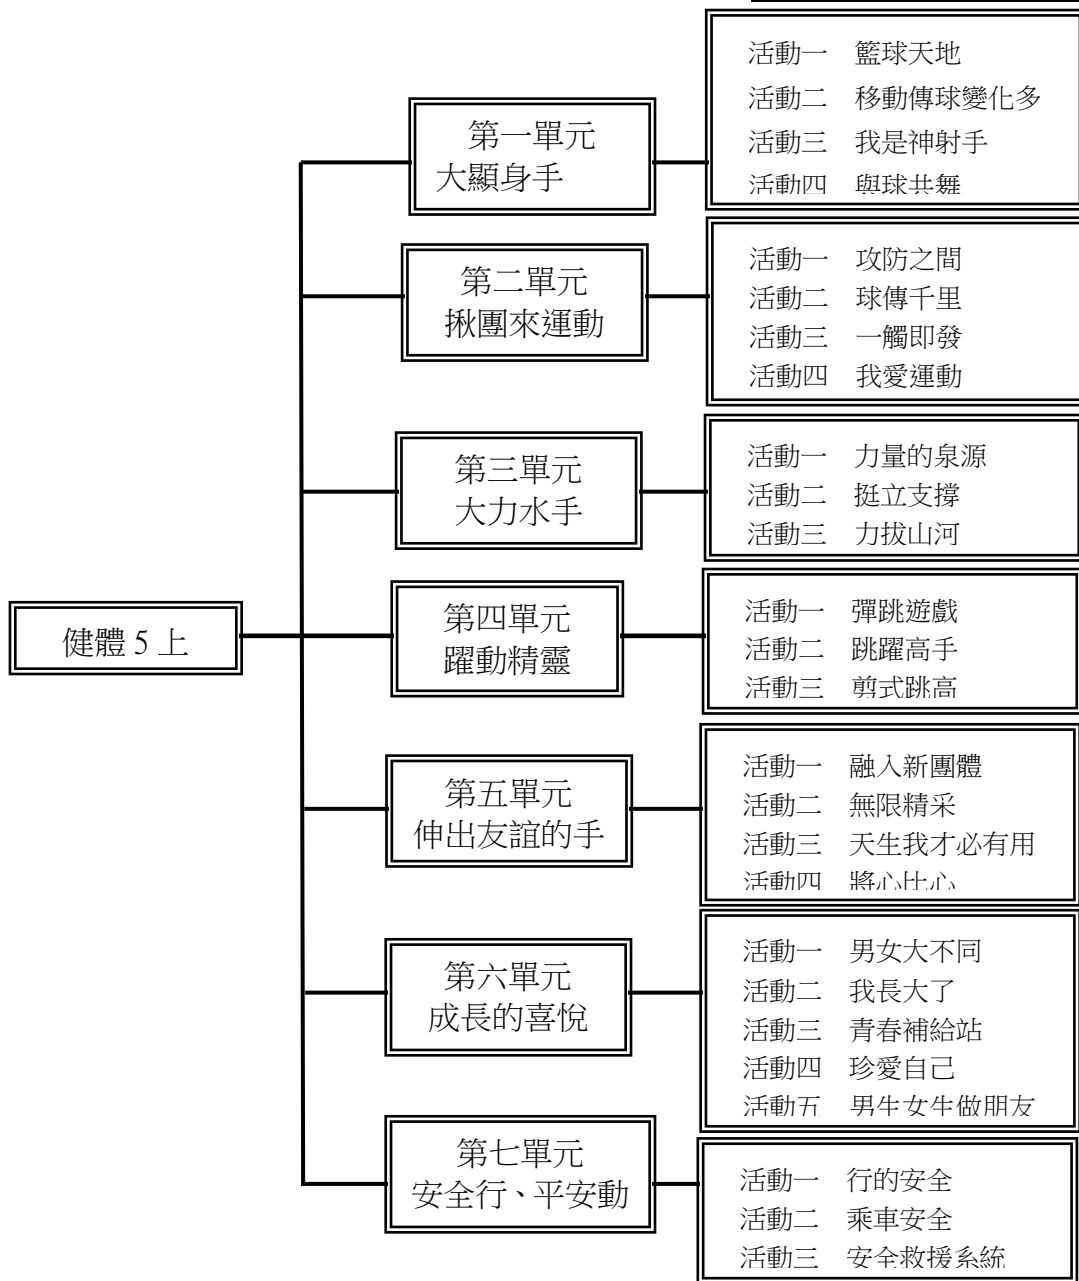 健體 5 上
第一單元
大顯身手
活動一　籃球天地
活動二　移動傳球變化多
活動三　我是神射手
活動四　與球共舞
第二單元
揪團來運動
活動一　攻防之間
活動二　球傳千里
活動三　一觸即發
活動四　我愛運動
第三單元
大力水手
活動一　力量的泉源
活動二　挺立支撐
活動三　力拔山河
第四單元
躍動精靈
活動一　彈跳遊戲
活動二　跳躍高手
活動三　剪式跳高
第五單元
伸出友誼的手
活動一　融入新團體
活動二　無限精采
活動三　天生我才必有用
活動四　將心比心
第六單元
成長的喜悅
活動一　男女大不同
活動二　我長大了
活動三　青春補給站
活動四　珍愛自己
活動五　男生女生做朋友
第七單元
安全行、平安動
活動一　行的安全
活動二　乘車安全
活動三　安全救援系統